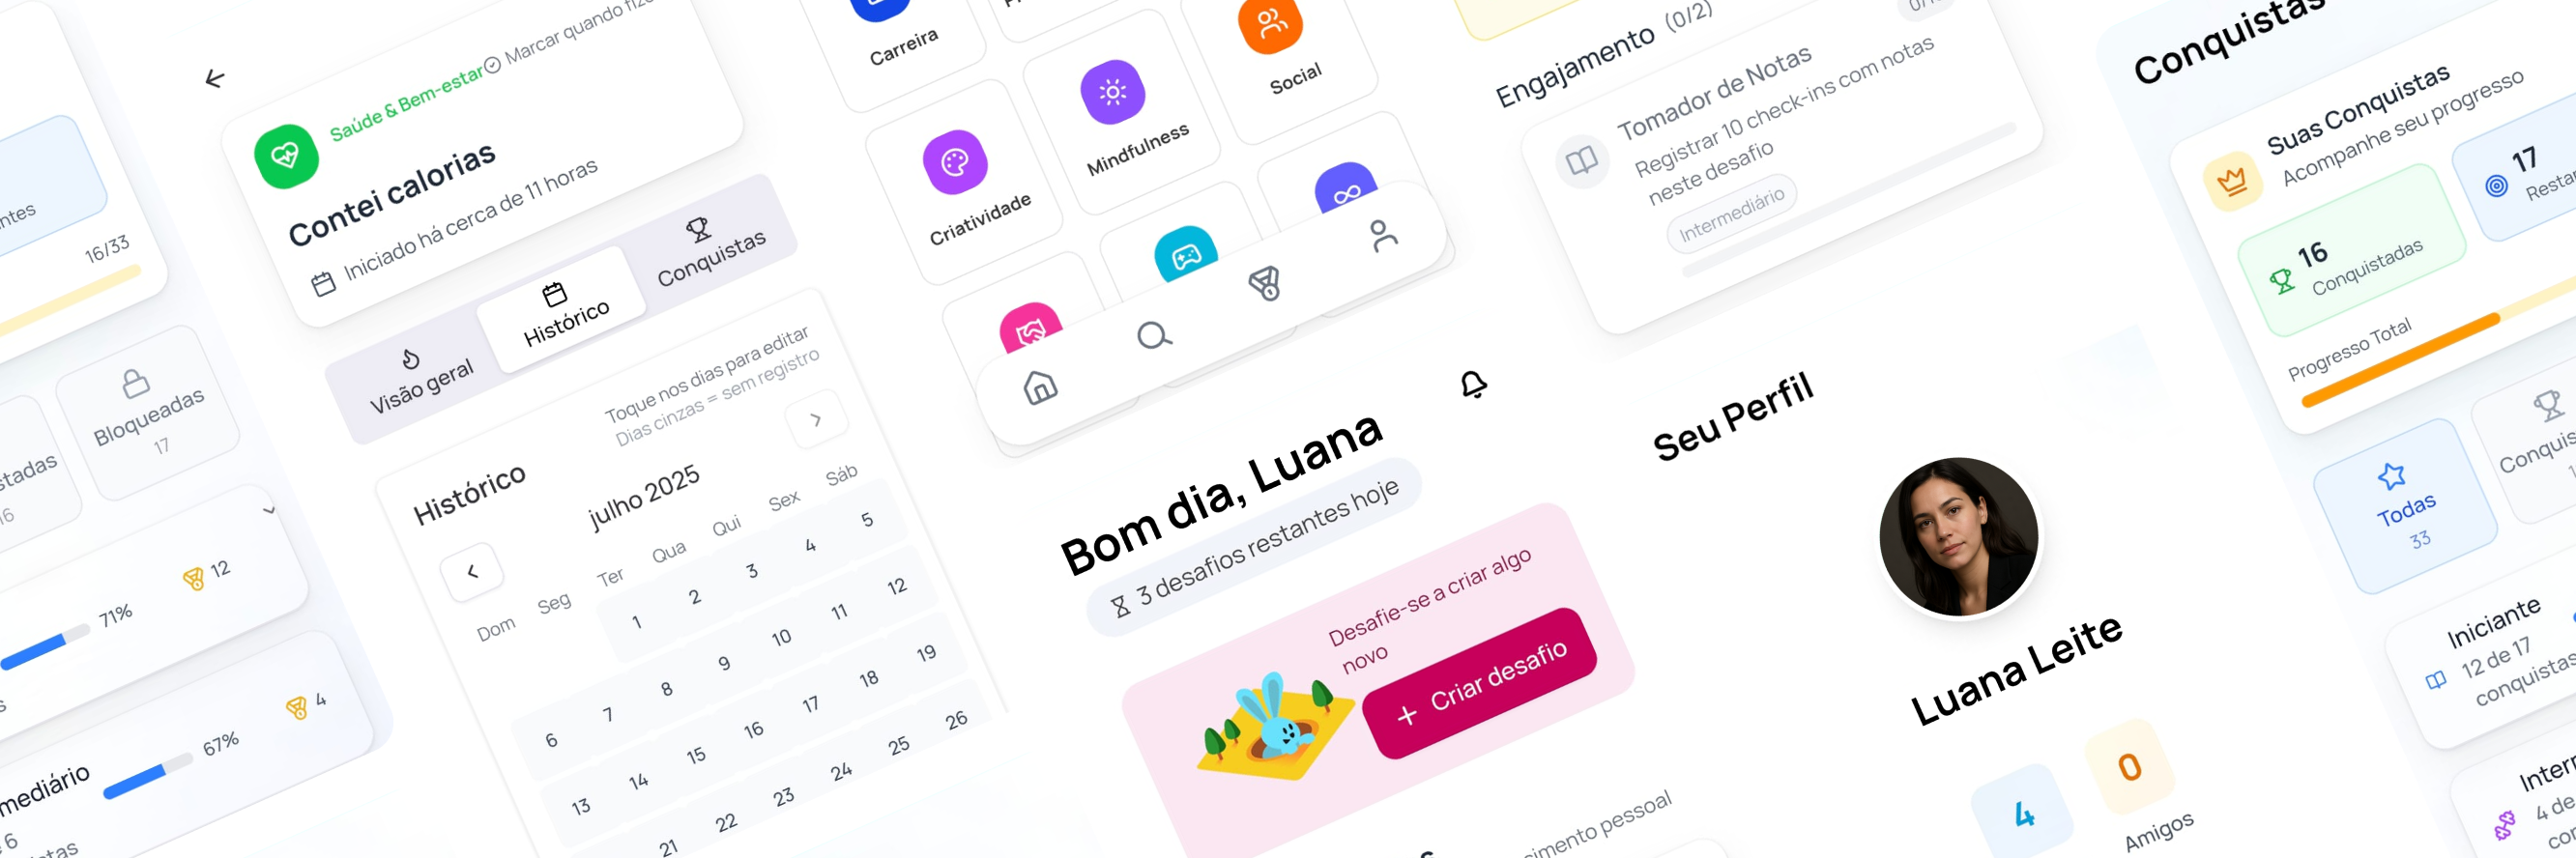 16/33
Bloqueadas
17
71%
12
67%
4
Saúde & Bem-estar
Marcar quando
Contei calorias
Iniciado há cerca de 11 horas
Visão geral
Histórico
Conquistas
Toque nos dias para editar
Dias cinzas = sem registro
Histórico
julho 2025
Dom Seg Ter Qua Qui Sex Sáb
1 2 3 4 5
6 7 8 9 10 11 12
13 14 15 16 17 18 19
21 22 23 24 25 26
Carreira
Social
Criatividade
Mindfulness
Bom dia, Luana
3 desafios restantes hoje
Desafie-se a criar algo
novo
+ Criar desafio
pessoal
Engajamento (0/2)
Tomador de Notas
Registrar 10 check-ins com notas
neste desafio
Intermediário
Seu Perfil
Luana Leite
4
0
Amigos
Conquistas
Suas Conquistas
Acompanhe seu progresso
16
Conquistadas
17
Progresso Total
Todas
33
Iniciante
12 de 17
conquistas
4 de